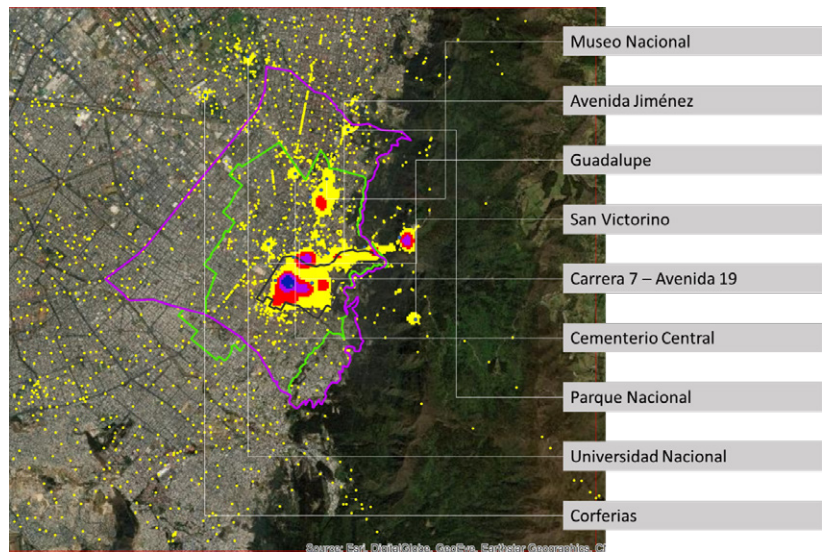 Museo Nacional
Avenida Jiménez
Guadalupe
San Victorino
Carrera 7 – Avenida 19
Cementerio Central
Parque Nacional
Universidad Nacional
Corferias
Source: Esri, DigitalGlobe, GeoEye, Earthstar Geographics, C